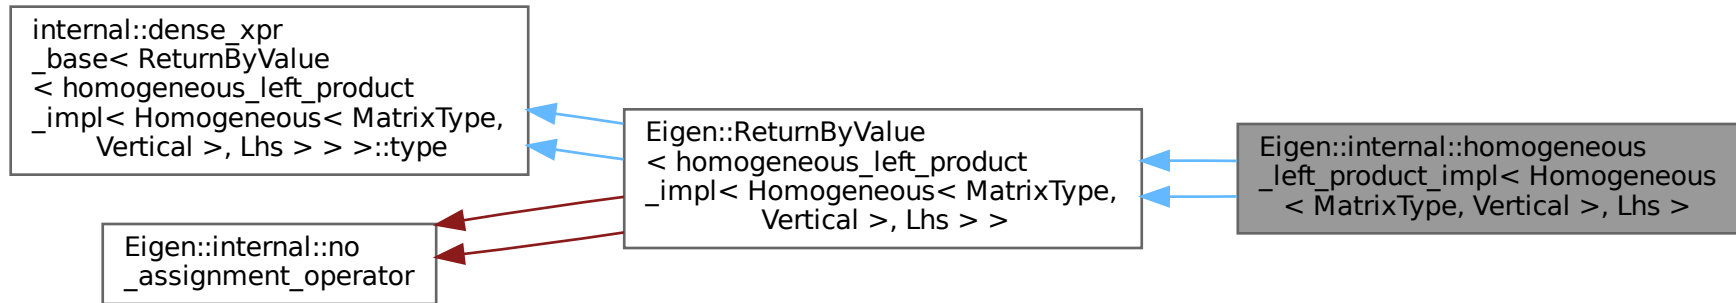 internal::dense_xpr
_base< ReturnByValue
< homogeneous_left_product
_impl< Homogeneous< MatrixType,
Vertical >, Lhs > > >::type
Eigen::internal::no
_assignment_operator
Eigen::ReturnByValue
< homogeneous_left_product
_impl< Homogeneous< MatrixType,
Vertical >, Lhs > >
Eigen::internal::homogeneous
_left_product_impl< Homogeneous
< MatrixType, Vertical >, Lhs >